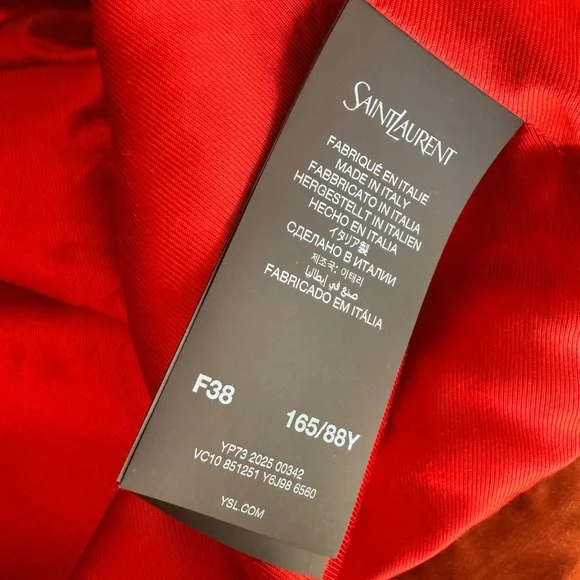 SAINT LAURENT
FABRIQUÉ EN ITALIE
MADE IN ITALY
FABBRICATO IN ITALIA
HERGESTELLT IN ITALIEN
HECHO EN ITALIA
イタリア製
СДЕЛАНО В ИТАЛИИ
제조국: 이태리
صنع في إيطاليا
FABRICADO EM ITÁLIA
F38
165/88Y
YP73 2025 00342
VC10 851251 Y6J98 6580
YSL.COM